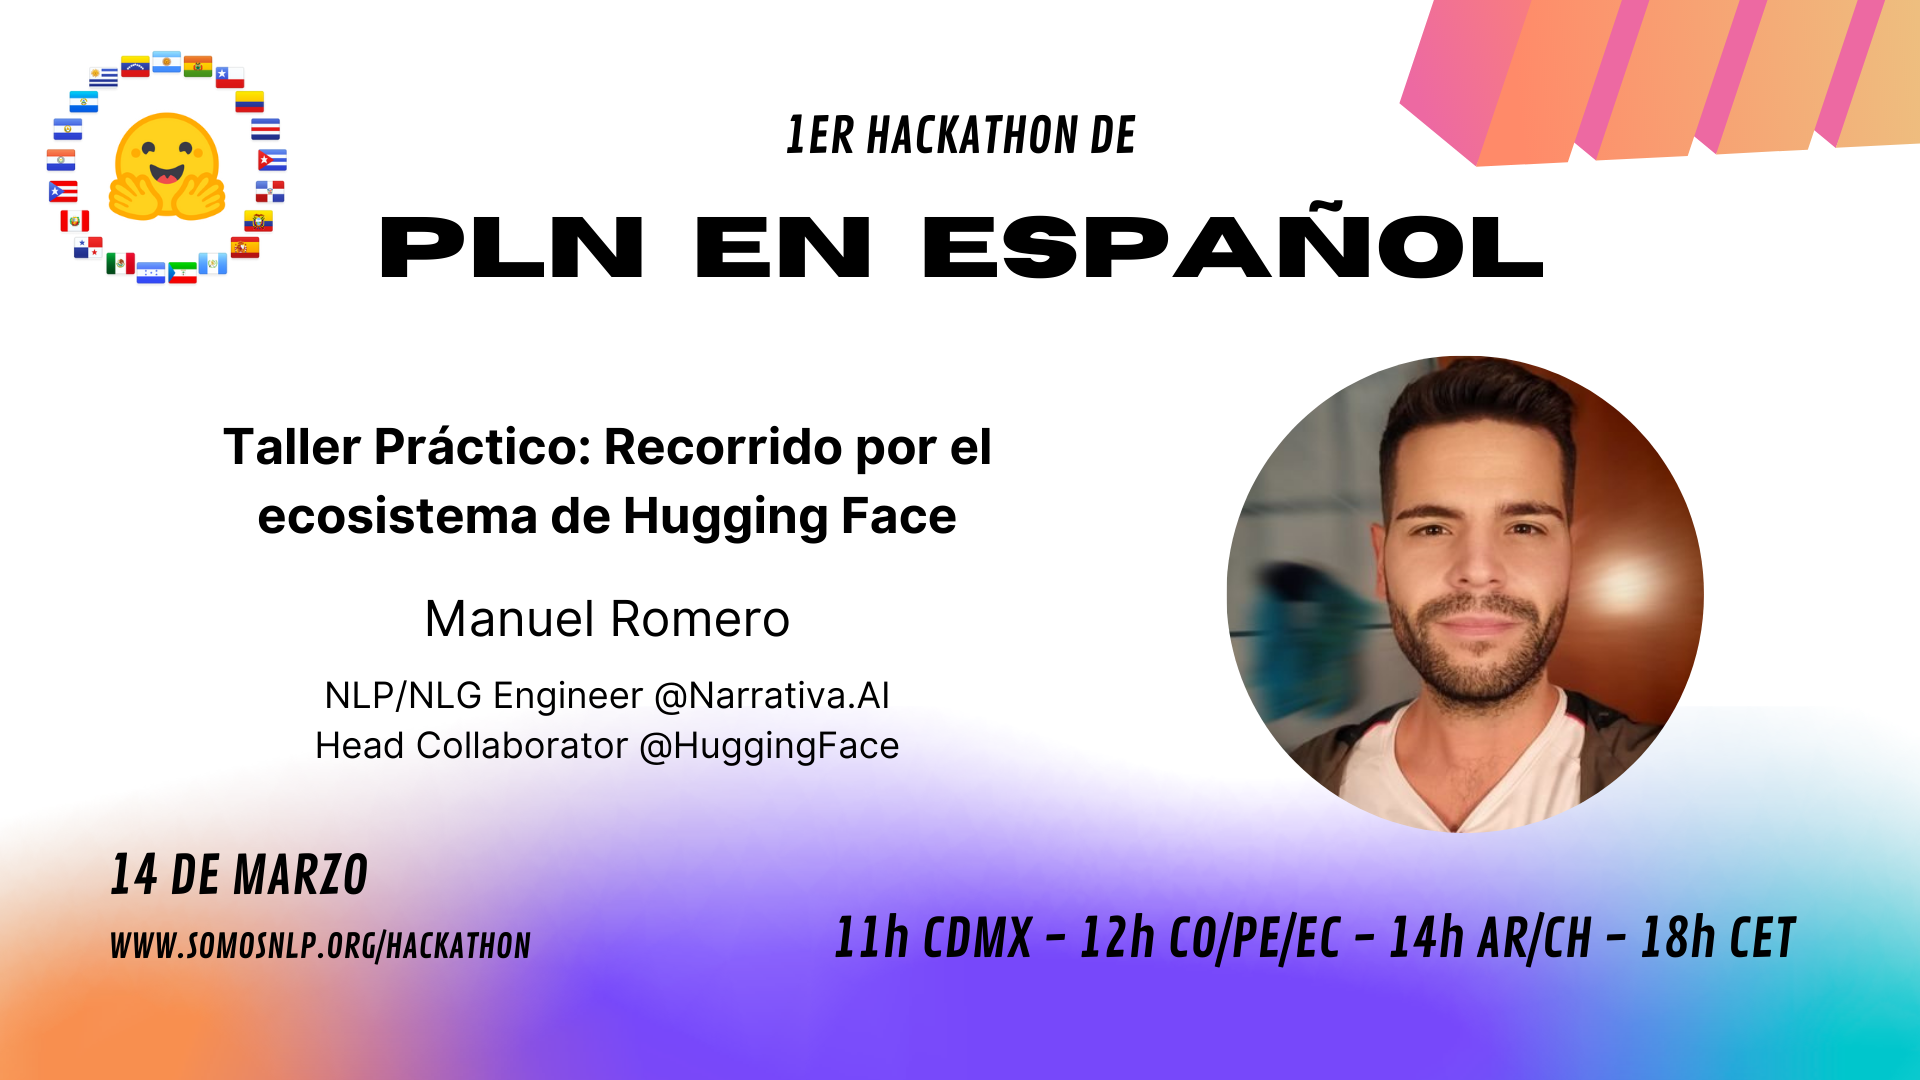 1ER HACKATHON DE
PLN EN ESPAÑOL
Taller Práctico: Recorrido por el
ecosistema de Hugging Face
Manuel Romero
NLP/NLG Engineer @Narrativa.AI
Head Collaborator @HuggingFace
14 DE MARZO
WWW.SOMOSNLP.ORG/HACKATHON
11h CDMX - 12h CO/PE/EC - 14h AR/CH - 18h CET